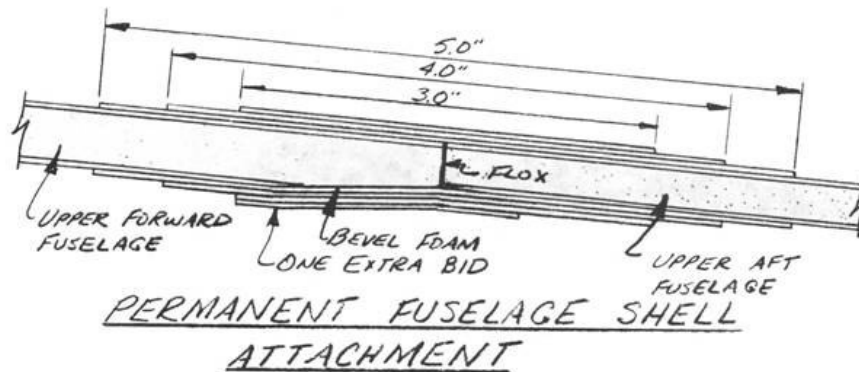 5.0"
4.0"
3.0"
FLOX
UPPER FORWARD
FUSELAGE
BEVEL FOAM
ONE EXTRA BID
UPPER AFT
FUSELAGE
PERMANENT FUSELAGE SHELL
ATTACHMENT